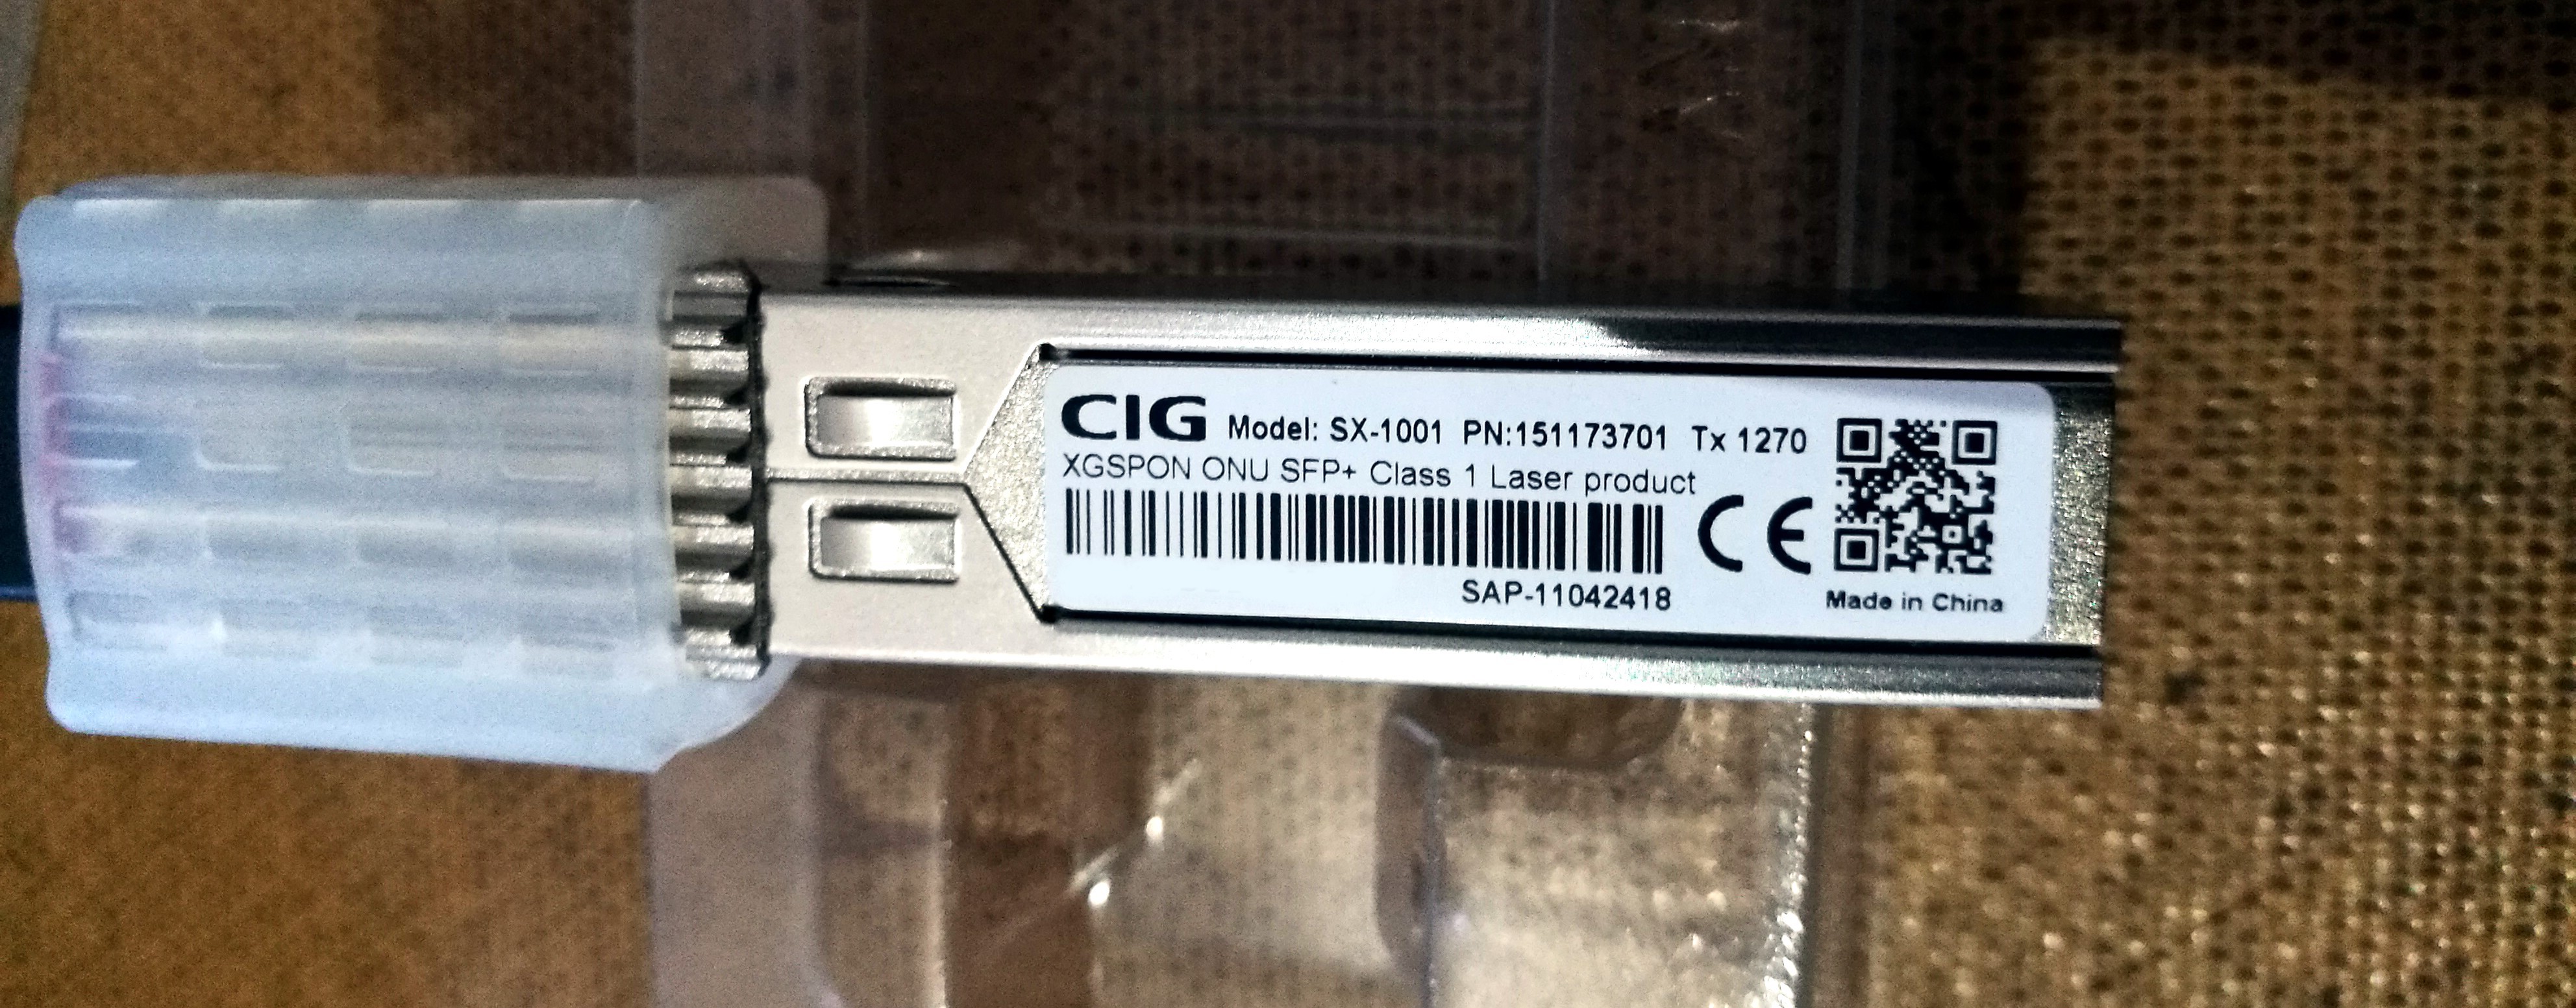 CIG Model: SX-1001 PN:151173701 Tx 1270
XGSPON ONU SFP+ Class 1 Laser product
CE
SAP-11042418
Made in China